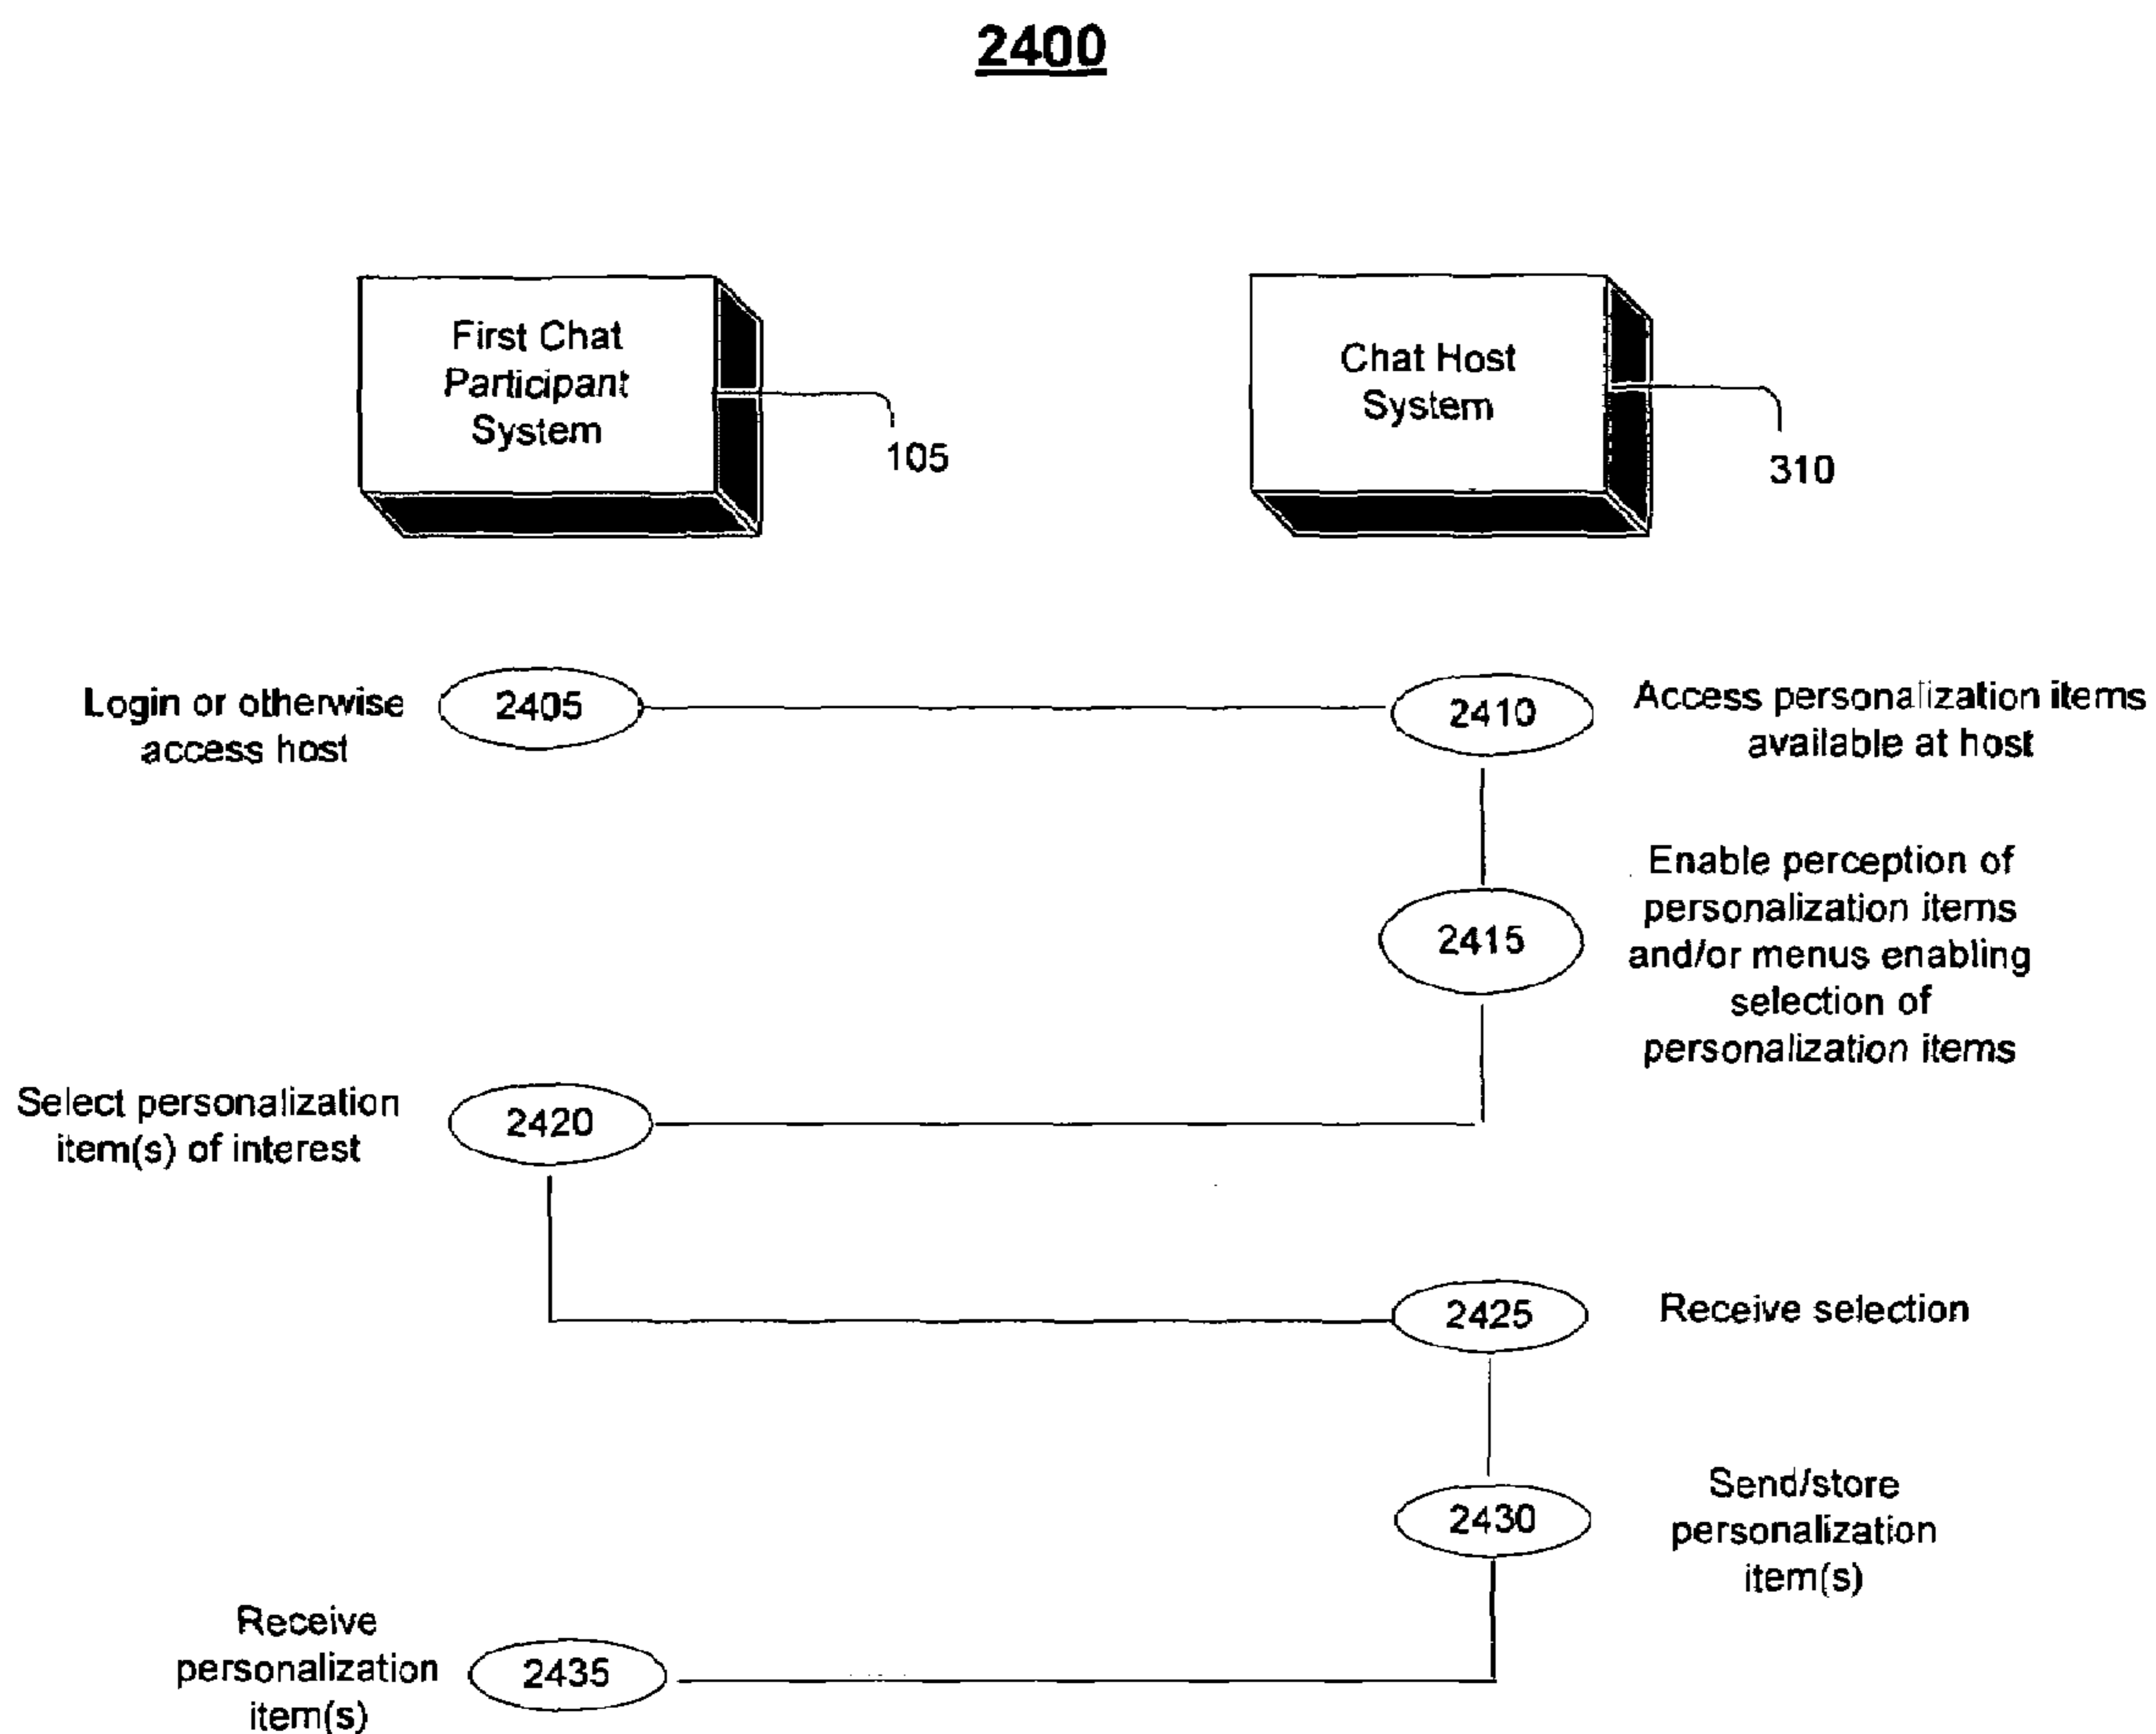 2400
First Chat
Participant
System
105
Chat Host
System
310
Login or otherwise
access host
2405
2410
Access personalization items
available at host
2415
Enable perception of
personalization items
and/or menus enabling
selection of
personalization items
Select personalization
item(s) of interest
2420
2425
Receive selection
2430
Send/store
personalization
item(s)
Receive
personalization
item(s)
2435